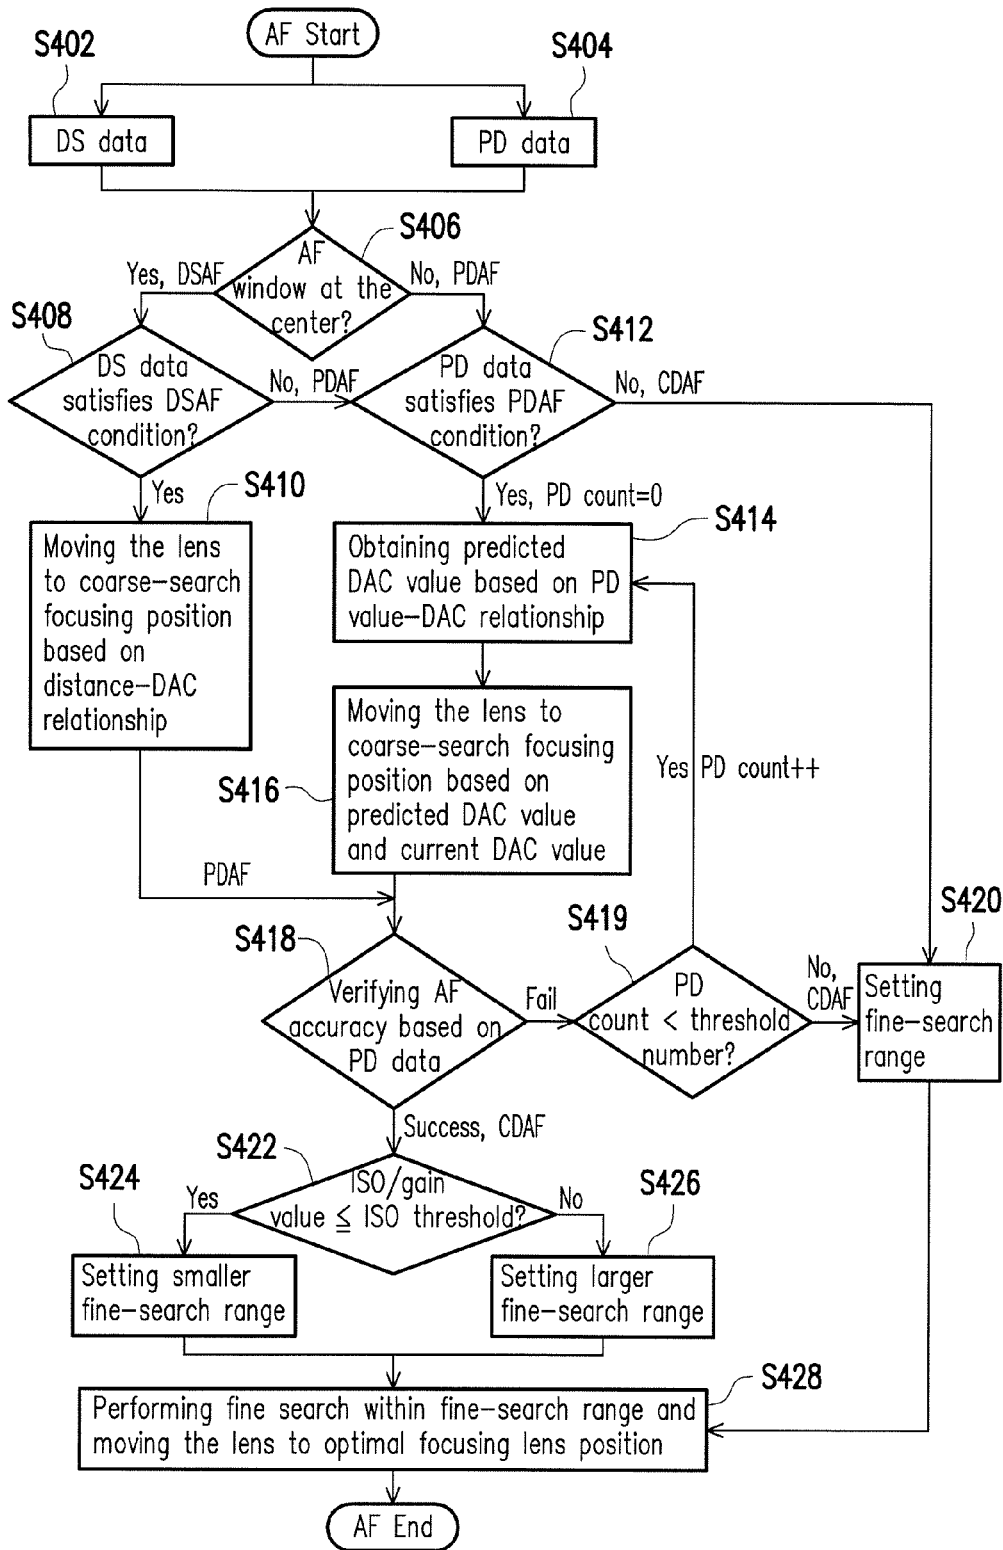 AF Start
S402
S404
DS data
PD data
S406
AF
window at the
center?
Yes, DSAF
No, PDAF
S408
DS data
satisfies DSAF
condition?
No, PDAF
S412
PD data
satisfies PDAF
condition?
No, CDAF
Yes
S410
Moving the lens
to coarse-search
focusing position
based on
distance-DAC
relationship
Yes, PD count=0
S414
Obtaining predicted
DAC value based on PD
value-DAC relationship
S416
Moving the lens to
coarse-search focusing
position based on
predicted DAC value
and current DAC value
Yes PD count++
PDAF
S418
Verifying AF
accuracy based on
PD data
Fail
S419
PD
count < threshold
number?
No,
CDAF
S420
Setting
fine-search
range
Success, CDAF
S422
ISO/gain
value ≦ ISO threshold?
Yes
No
S424
Setting smaller
fine-search range
S426
Setting larger
fine-search range
S428
Performing fine search within fine-search range and
moving the lens to optimal focusing lens position
AF End